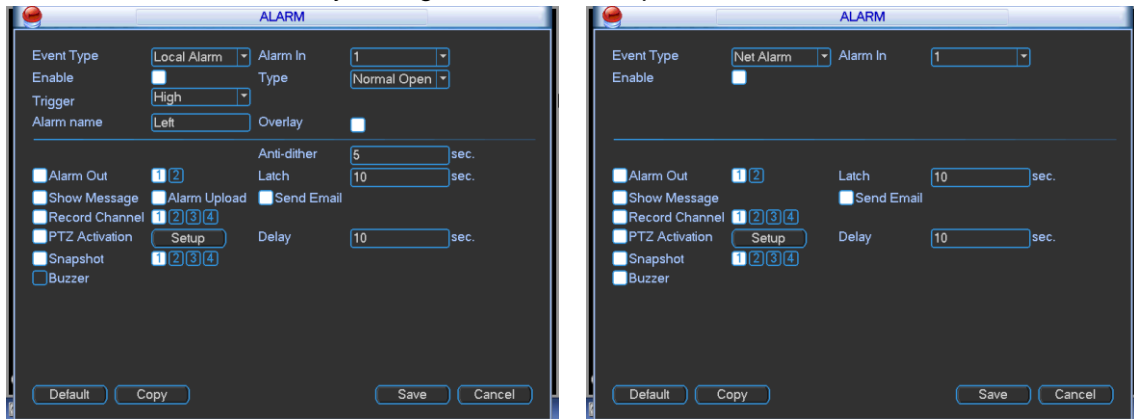 ALARM
Event Type Local Alarm Alarm In 1
Enable Type Normal Open
Trigger High
Alarm name Left Overlay
Anti-dither 5 sec.
Alarm Out 1 2 Latch 10 sec.
Show Message Alarm Upload Send Email
Record Channel 1 2 3 4
PTZ Activation Setup Delay 10 sec.
Snapshot 1 2 3 4
Buzzer
Default Copy Save Cancel
ALARM
Event Type Net Alarm Alarm In 1
Enable
Alarm Out 1 2 Latch 10 sec.
Show Message Send Email
Record Channel 1 2 3 4
PTZ Activation Setup Delay 10 sec.
Snapshot 1 2 3 4
Buzzer
Default Copy Save Cancel